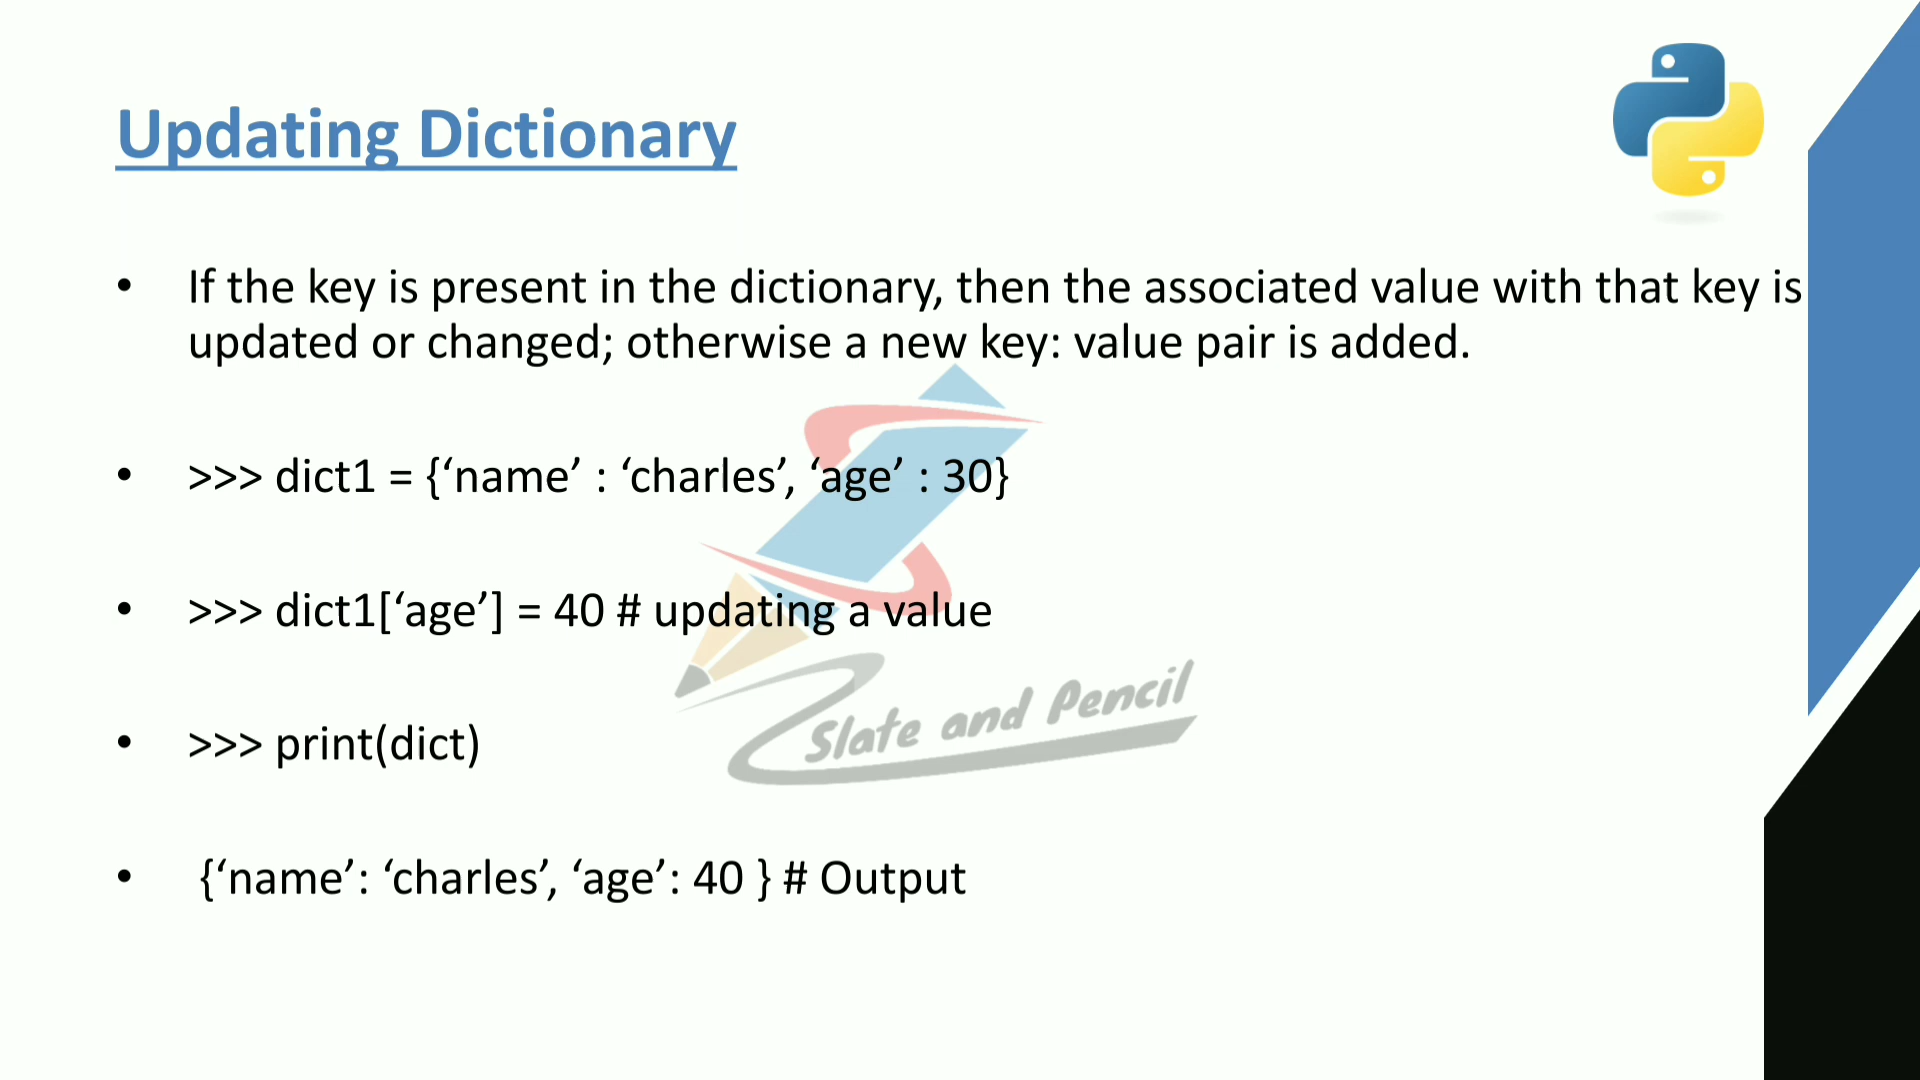 Updating Dictionary
• If the key is present in the dictionary, then the associated value with that key is
updated or changed; otherwise a new key: value pair is added.
• >>> dict1 = {‘name’ : ‘charles’, ‘age’ : 30}
• >>> dict1[‘age’] = 40 # updating a value
• >>> print(dict)
• {‘name’: ‘charles’, ‘age’: 40 } # Output
Slate and Pencil